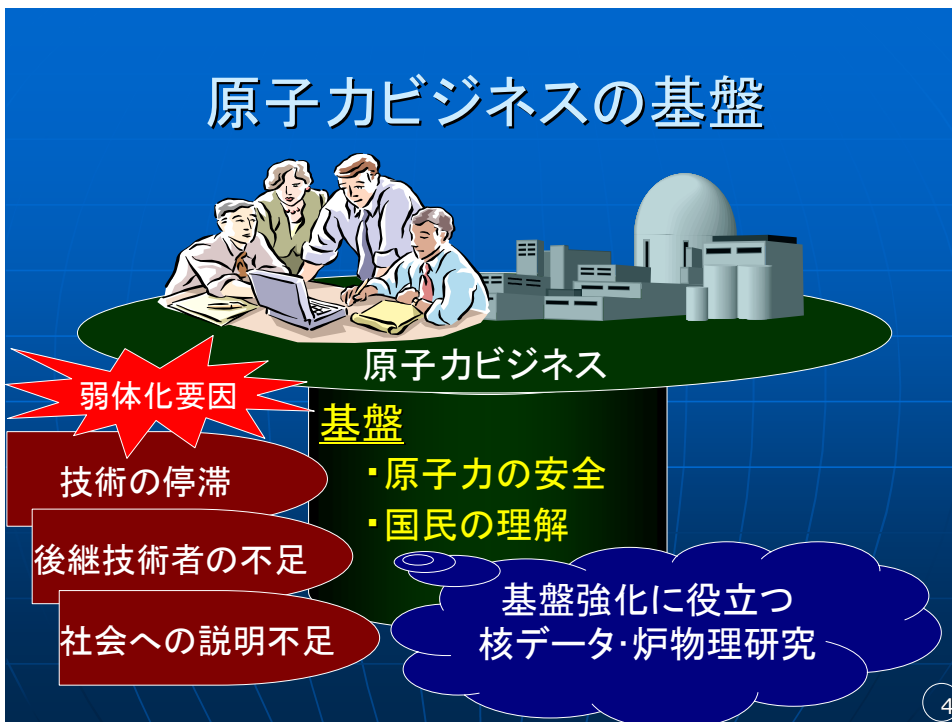 原子力ビジネスの基盤
原子力ビジネス
弱体化要因
基盤
・原子力の安全
・国民の理解
技術の停滞
後継技術者の不足
社会への説明不足
基盤強化に役立つ
核データ・炉物理研究
4